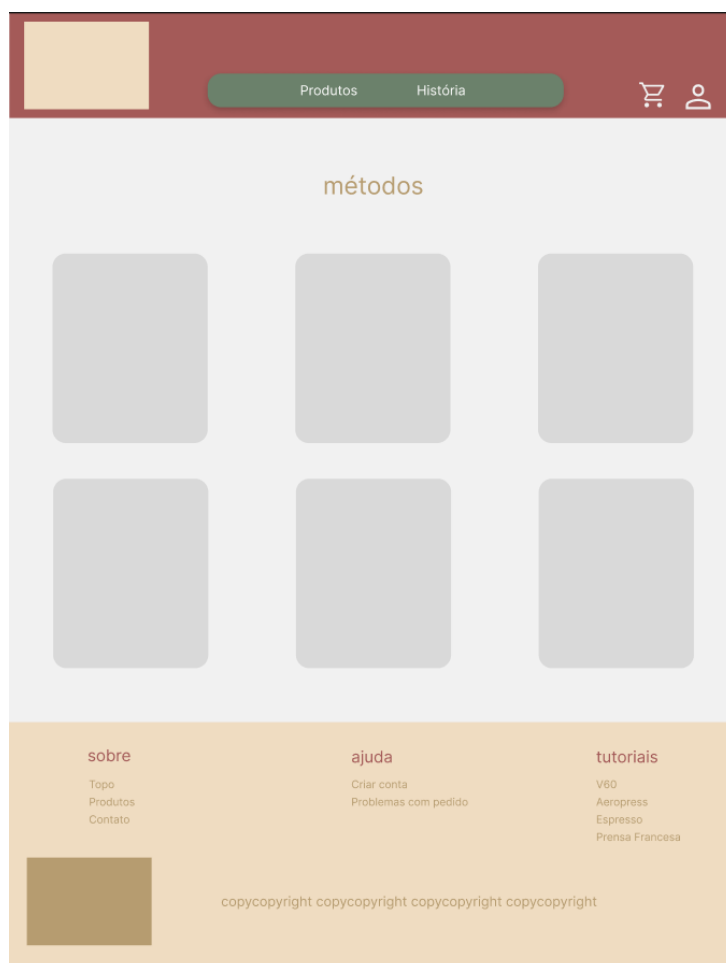 Produtos História
métodos
sobre
Topo
Produtos
Contato
ajuda
Criar conta
Problemas com pedido
tutoriais
V60
Aeropress
Espresso
Prensa Francesa
copycopyright copycopyright copycopyright copycopyright